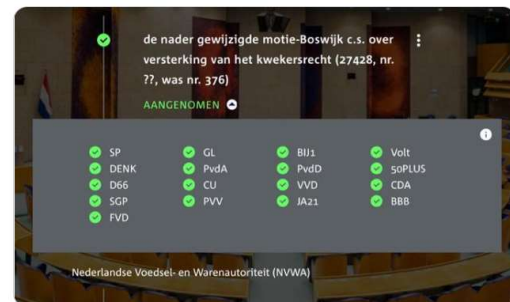 de nader gewijzigde motie-Boswijk c.s. over
versterking van het kwekersrecht (27428, nr.
??, was nr. 376)
AANGENOMEN
SP GL BIJ1 Volt
DENK PvdA PvdD 50PLUS
D66 CU VVD CDA
SGP PVV JA21 BBB
FVD
Nederlandse Voedsel- en Warenautoriteit (NVWA)